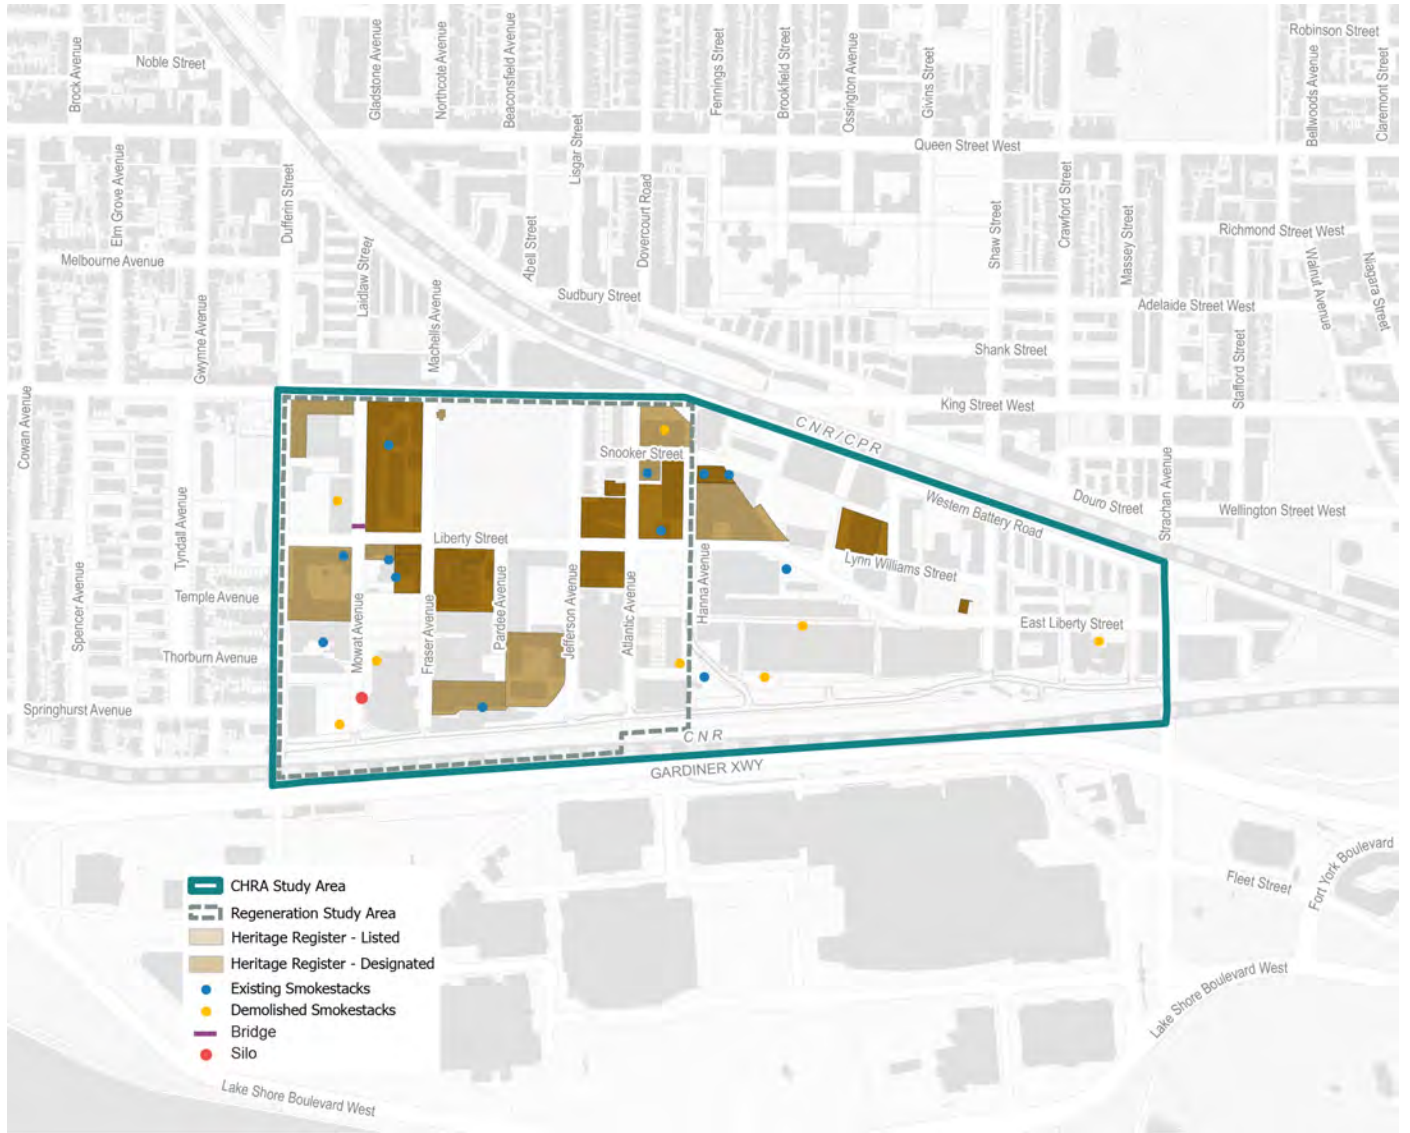 Robinson Street
Noble Street
Brock Avenue
Gladstone Avenue
Northcote Avenue
Beaconsfield Avenue
Fennings Street
Brookfield Street
Ossington Avenue
Givins Street
Bellwoods Avenue
Claremont Street
Queen Street West
Elm Grove Avenue
Dufferin Street
Lisgar Street
Dovercourt Road
Abell Street
Shaw Street
Crawford Street
Massey Street
Richmond Street West
Walnut Avenue
Niagara Street
Melbourne Avenue
Laidlaw Street
Sudbury Street
Adelaide Street West
Gwynne Avenue
Machells Avenue
Shank Street
Stafford Street
King Street West
Cowan Avenue
CNR/CPR
Snooker Street
Western Battery Road
Douro Street
Strachan Avenue
Wellington Street West
Tyndall Avenue
Liberty Street
Lynn Williams Street
Spencer Avenue
Temple Avenue
Mowat Avenue
Fraser Avenue
Pardee Avenue
Jefferson Avenue
Atlantic Avenue
Hanna Avenue
East Liberty Street
Thorburn Avenue
Springhurst Avenue
CNR
GARDINER XWY
Fort York Boulevard
Fleet Street
CHRA Study Area
Regeneration Study Area
Heritage Register - Listed
Heritage Register - Designated
Existing Smokestacks
Demolished Smokestacks
Bridge
Silo
Lake Shore Boulevard West
Lake Shore Boulevard West